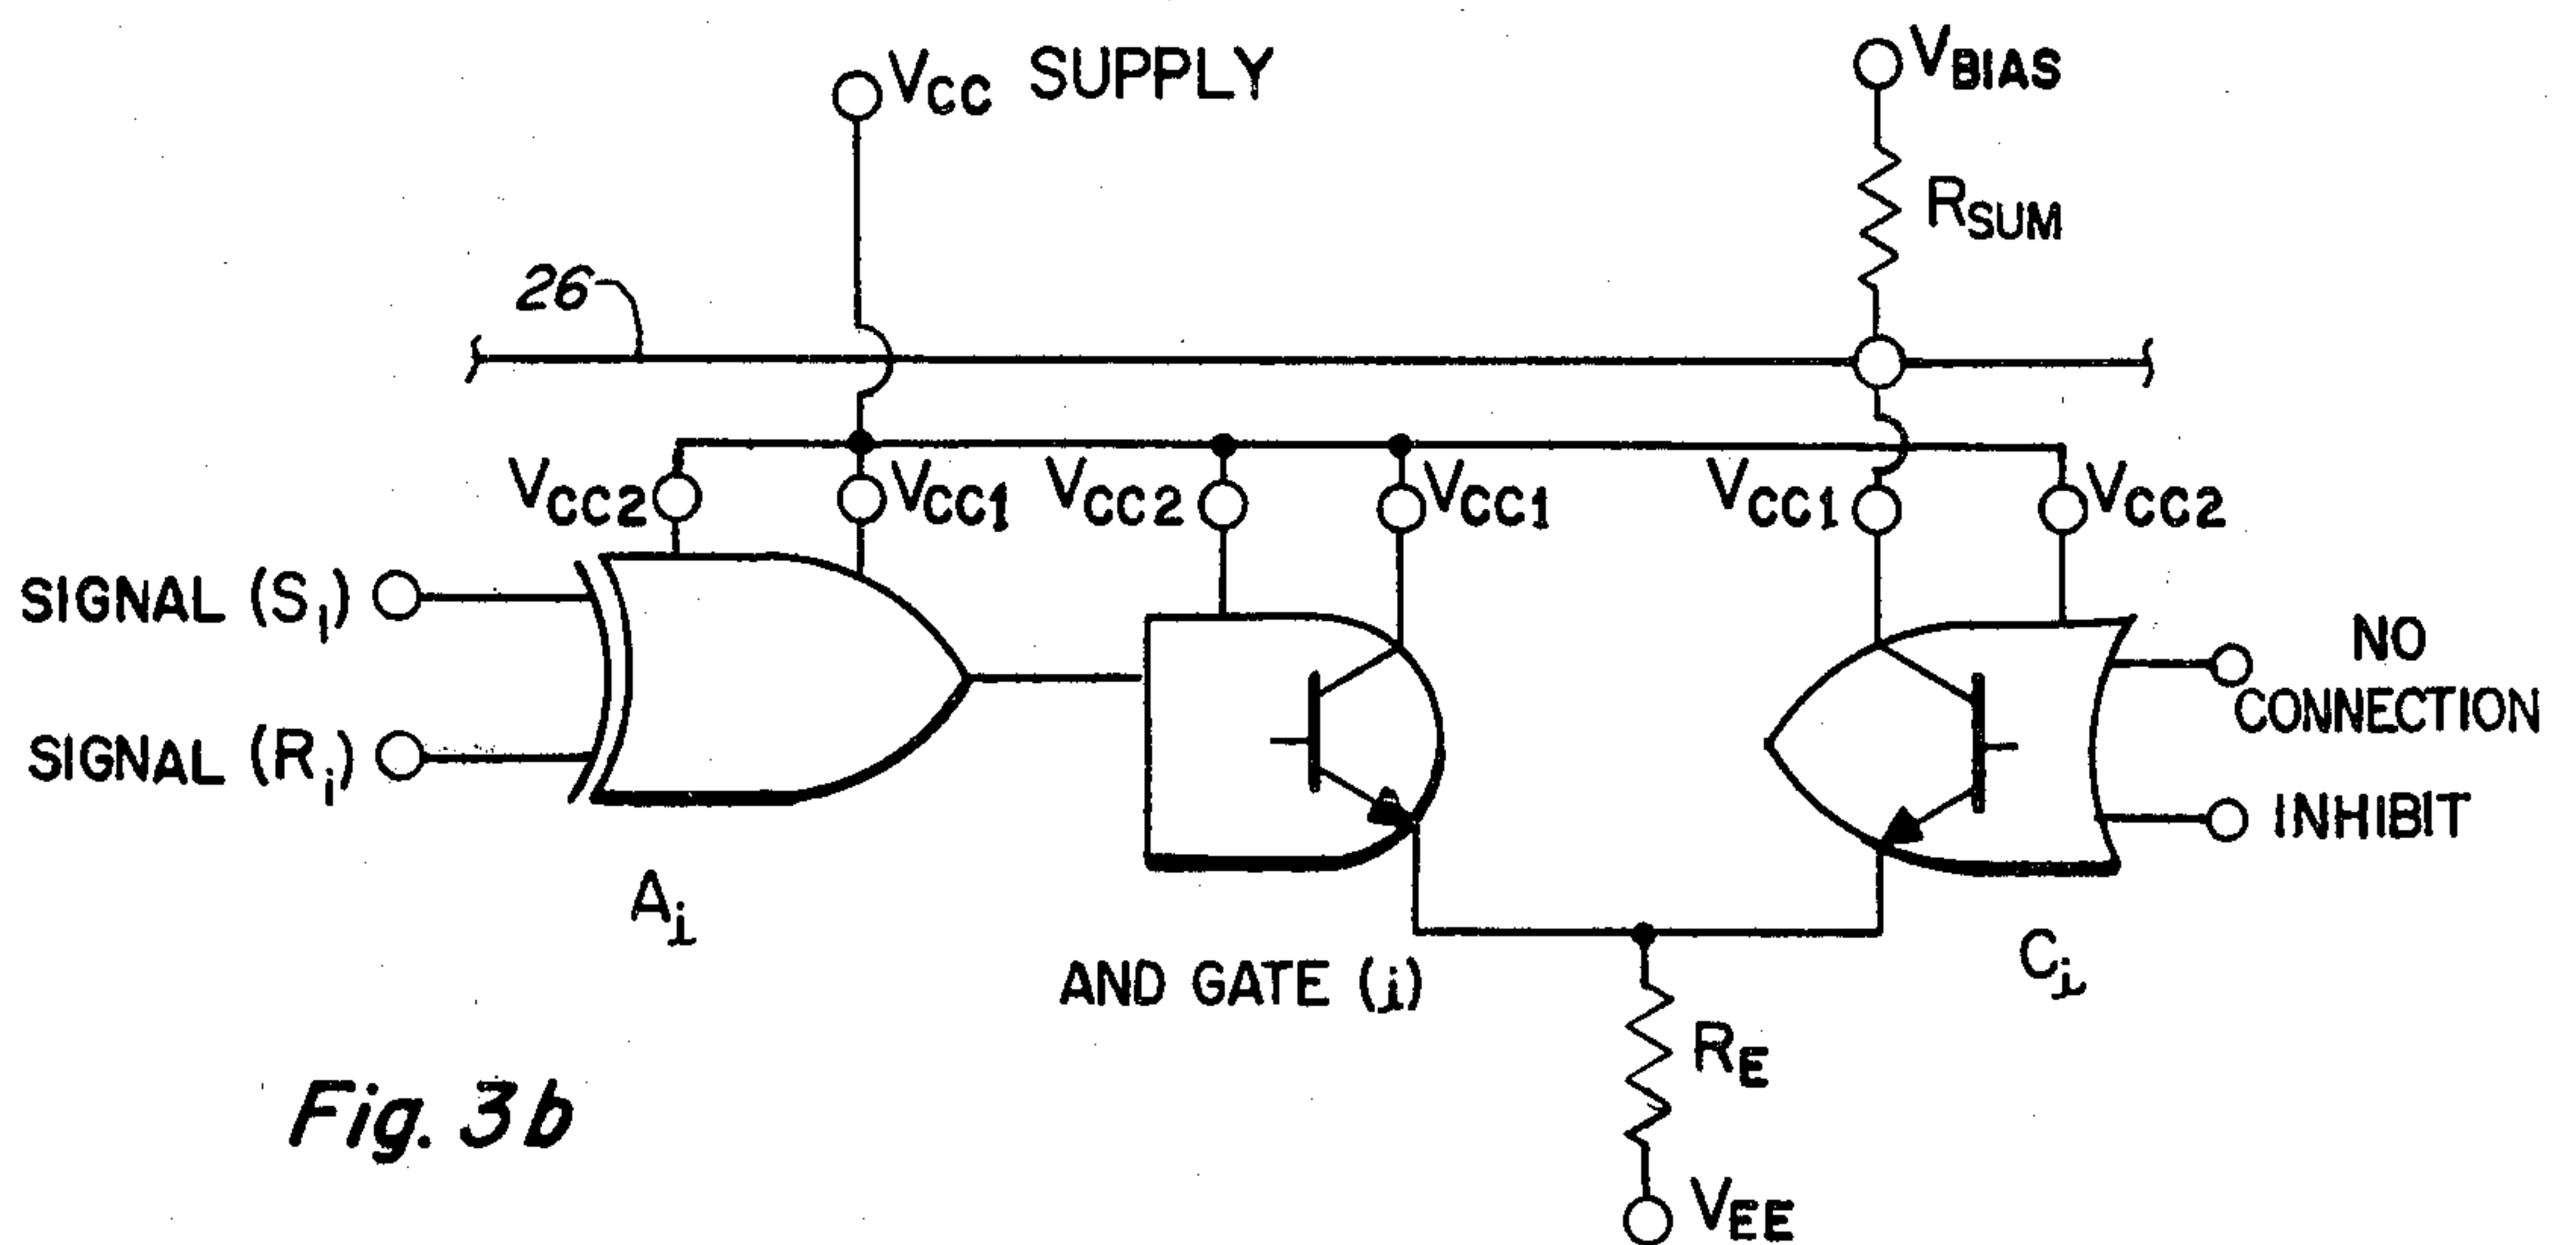 VCC SUPPLY
VBIAS
RSUM
26
VCC2
VCC1
VCC2
VCC1
VCC1
VCC2
SIGNAL (Si)
SIGNAL (Ri)
NO
CONNECTION
INHIBIT
Ai
AND GATE (i)
Ci
RE
VEE
Fig. 3b